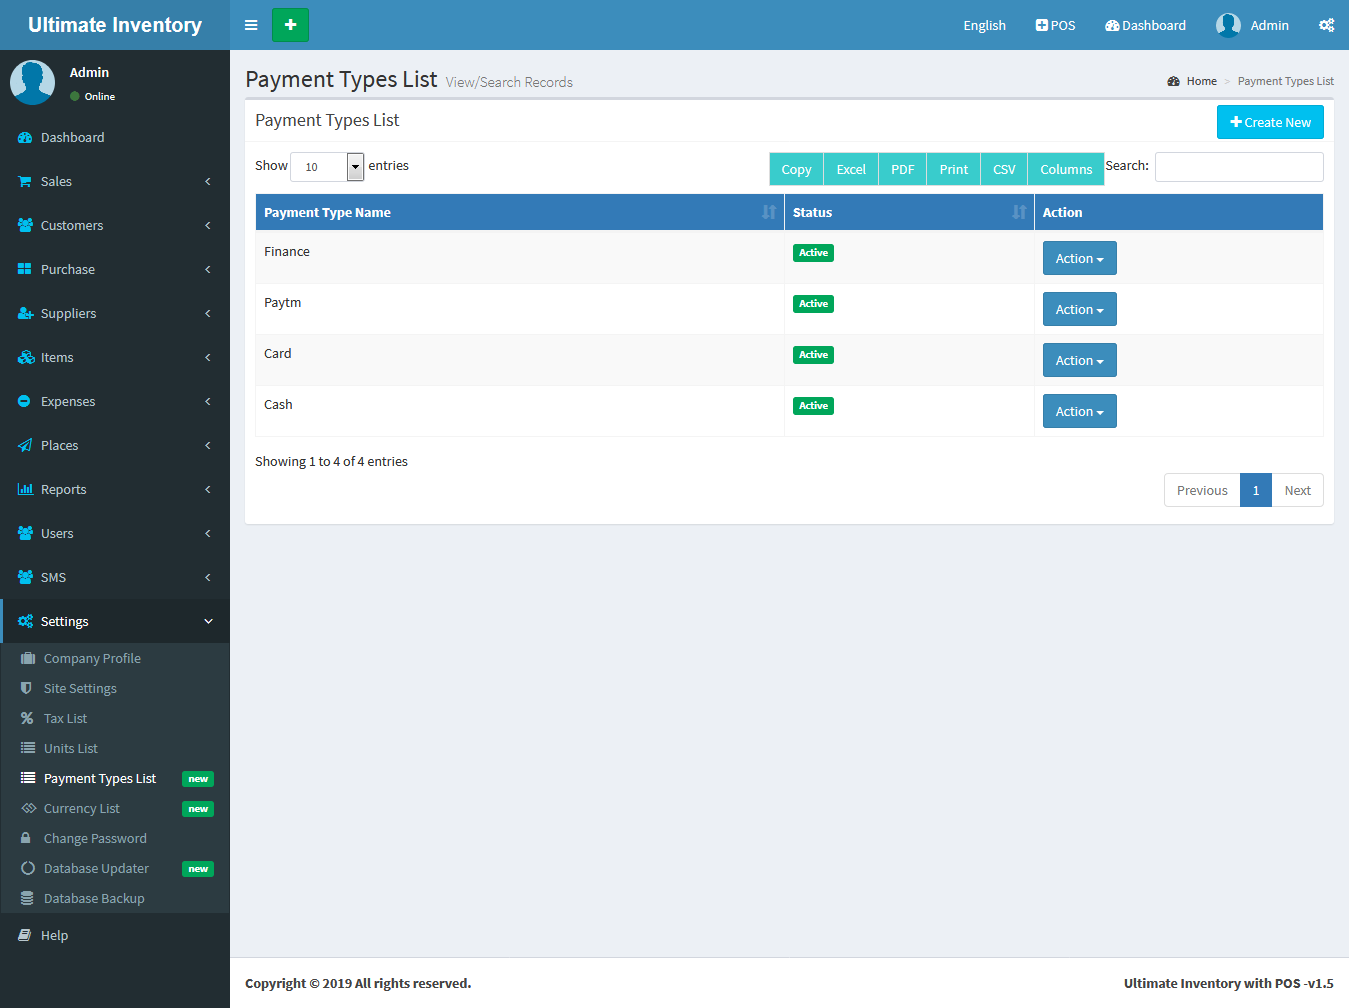 Ultimate Inventory
English
POS
Dashboard
Admin
Admin
Online
Dashboard
Sales
Customers
Purchase
Suppliers
Items
Expenses
Places
Reports
Users
SMS
Settings
Company Profile
Site Settings
Tax List
Units List
Payment Types List new
Currency List new
Change Password
Database Updater new
Database Backup
Help
Payment Types List View/Search Records
Home > Payment Types List
Payment Types List
Create New
Show 10 entries
Copy Excel PDF Print CSV Columns Search:
Payment Type Name Status Action
Finance Active Action
Paytm Active Action
Card Active Action
Cash Active Action
Showing 1 to 4 of 4 entries
Previous 1 Next
Copyright © 2019 All rights reserved.
Ultimate Inventory with POS -v1.5